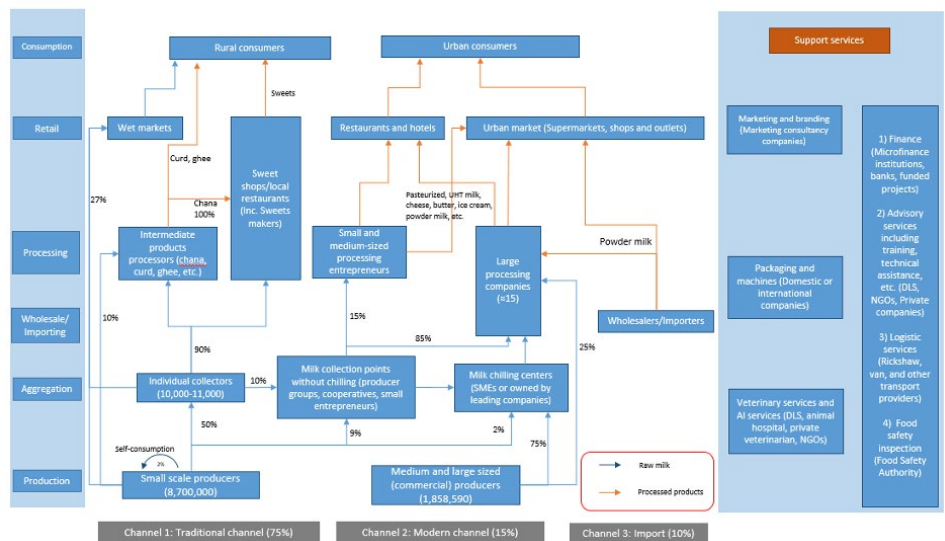 Consumption
Rural consumers
Urban consumers
Support services
Sweets
Retail
Wet markets
Restaurants and hotels
Urban market (Supermarkets, shops and outlets)
Marketing and branding
(Marketing consultancy
companies)
Curd, ghee
Sweet
shops/local
restaurants
(Inc. Sweets
makers)
27%
Chana
100%
Pasteurized, UHT milk,
cheese, butter, ice cream,
powder milk, etc.
Processing
Intermediate
products
processors (chana,
curd, ghee, etc.)
Small and
medium-sized
processing
entrepreneurs
Large
processing
companies
(=15)
Powder milk
Packaging and
machines (Domestic or
international
companies)
Wholesale/
Importing
10%
15%
85%
Wholesalers/Importers
25%
90%
Aggregation
Individual collectors
(10,000-11,000)
10%
Milk collection points
without chilling (producer
groups, cooperatives, small
entrepreneurs)
Milk chilling centers
(SMEs or owned by
leading companies)
Veterinary services and
AI services (DLS, animal
hospital, private
veterinarian, NGOs)
50%
9%
2%
75%
Self-consumption
2%
Production
Small scale producers
(8,700,000)
Medium and large sized
(commercial) producers
(1,858,590)
Raw milk
Processed products
1) Finance
(Microfinance
institutions,
banks, funded
projects)
2) Advisory
services
including
training,
technical
assistance,
etc. (DLS,
NGOs, Private
companies)
3) Logistic
services
(Rickshaw,
van, and other
transport
providers)
4) Food
safety
inspection
(Food Safety
Authority)
Channel 1: Traditional channel (75%)
Channel 2: Modern channel (15%)
Channel 3: Import (10%)